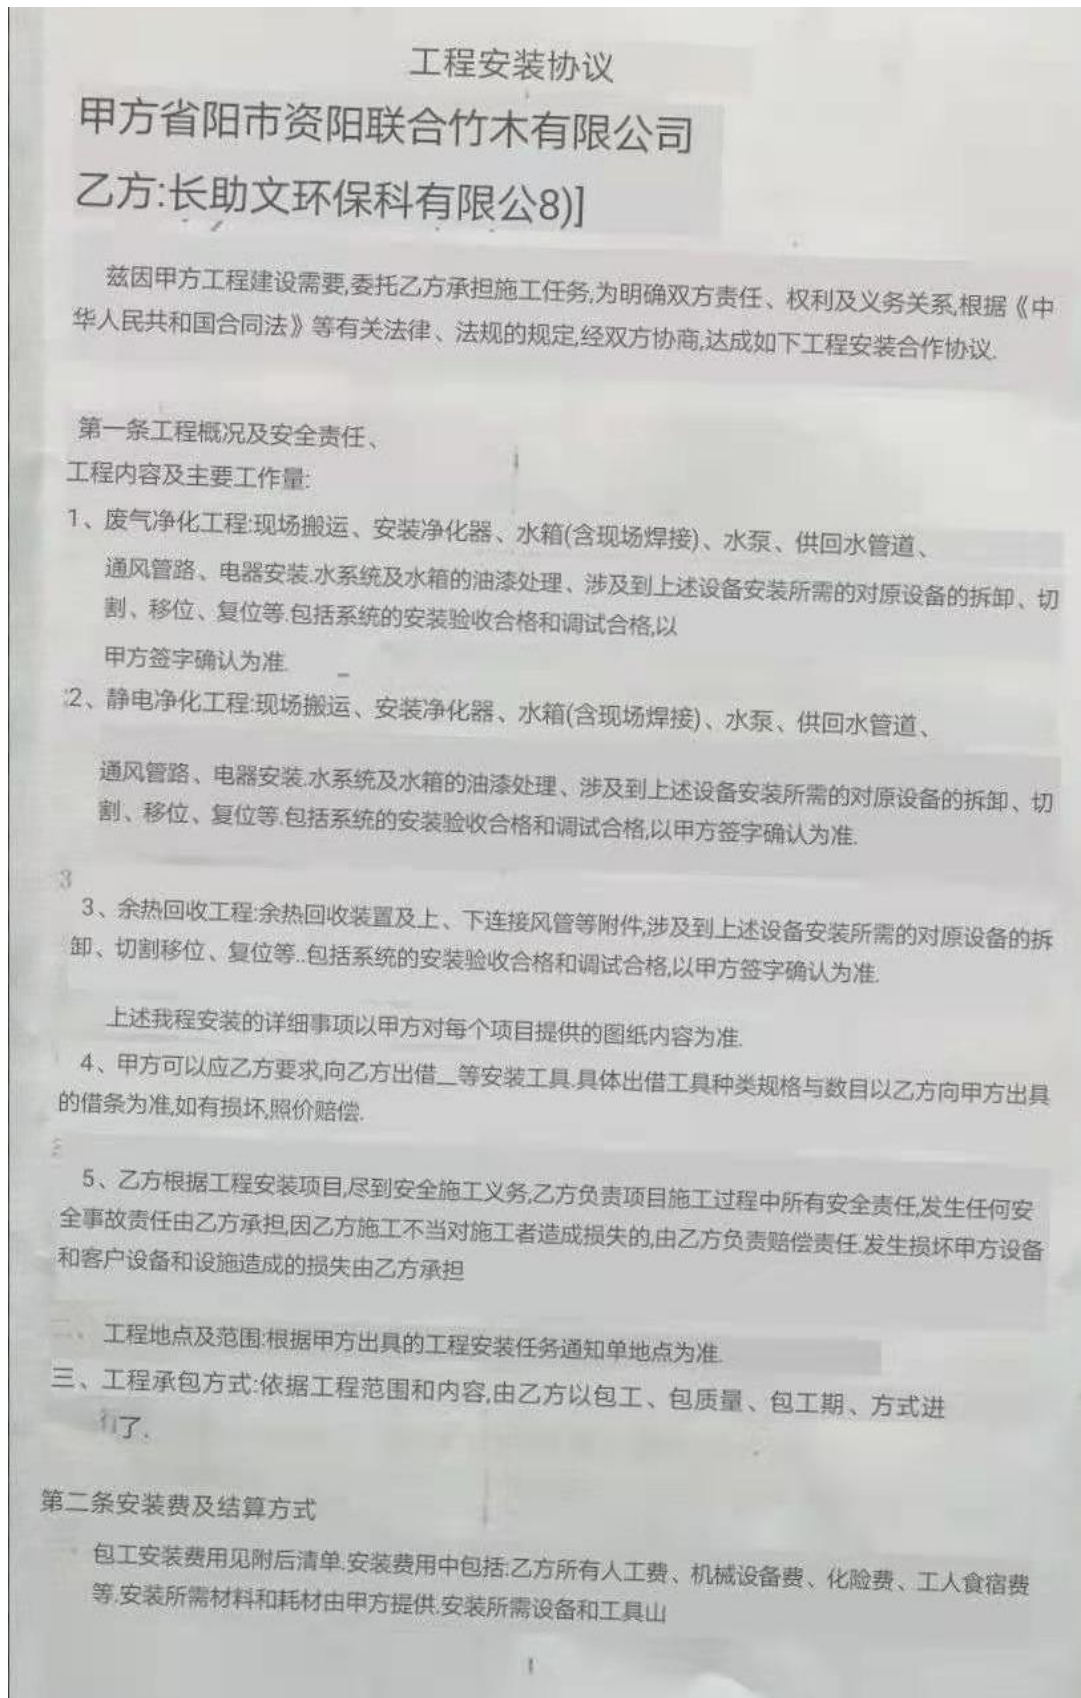 工程安装协议
甲方省阳市资阳联合竹木有限公司
乙方:长助文环保科有限公8)]
兹因甲方工程建设需要,委托乙方承担施工任务,为明确双方责任、权利及义务关系,根据《中
华人民共和国合同法》等有关法律、法规的规定,经双方协商,达成如下工程安装合作协议.
第一条工程概况及安全责任、
工程内容及主要工作量:
1、废气净化工程:现场搬运、安装净化器、水箱(含现场焊接)、水泵、供回水管道、
通风管路、电器安装.水系统及水箱的油漆处理、涉及到上述设备安装所需的对原设备的拆卸、切
割、移位、复位等.包括系统的安装验收合格和调试合格,以
甲方签字确认为准.
2、静电净化工程:现场搬运、安装净化器、水箱(含现场焊接)、水泵、供回水管道、
通风管路、电器安装.水系统及水箱的油漆处理、涉及到上述设备安装所需的对原设备的拆卸、切
割、移位、复位等.包括系统的安装验收合格和调试合格,以甲方签字确认为准.
3
3、余热回收工程:余热回收装置及上、下连接风管等附件,涉及到上述设备安装所需的对原设备的拆
卸、切割移位、复位等..包括系统的安装验收合格和调试合格,以甲方签字确认为准.
上述我程安装的详细事项以甲方对每个项目提供的图纸内容为准.
4、甲方可以应乙方要求,向乙方出借__等安装工具.具体出借工具种类规格与数目以乙方向甲方出具
的借条为准,如有损坏,照价赔偿.
5、乙方根据工程安装项目,尽到安全施工义务,乙方负责项目施工过程中所有安全责任,发生任何安
全事故责任由乙方承担,因乙方施工不当对施工者造成损失的,由乙方负责赔偿责任.发生损坏甲方设备
和客户设备和设施造成的损失由乙方承担
二、工程地点及范围:根据甲方出具的工程安装任务通知单地点为准.
三、工程承包方式:依据工程范围和内容,由乙方以包工、包质量、包工期、方式进
了.
第二条安装费及结算方式
包工安装费用见附后清单.安装费用中包括:乙方所有人工费、机械设备费、化险费、工人食宿费
等.安装所需材料和耗材由甲方提供.安装所需设备和工具山
1